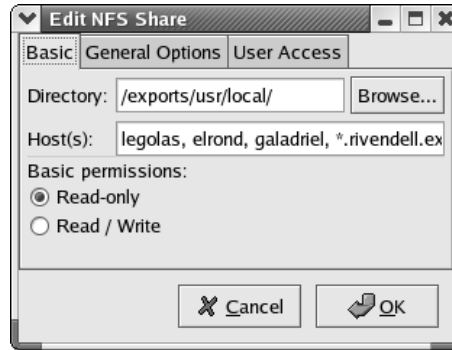 Edit NFS Share
Basic General Options User Access
Directory: /exports/usr/local/ Browse...
Host(s): legolas, elrond, galadriel, *.rivendell.ex
Basic permissions:
Read-only
Read / Write
Cancel OK